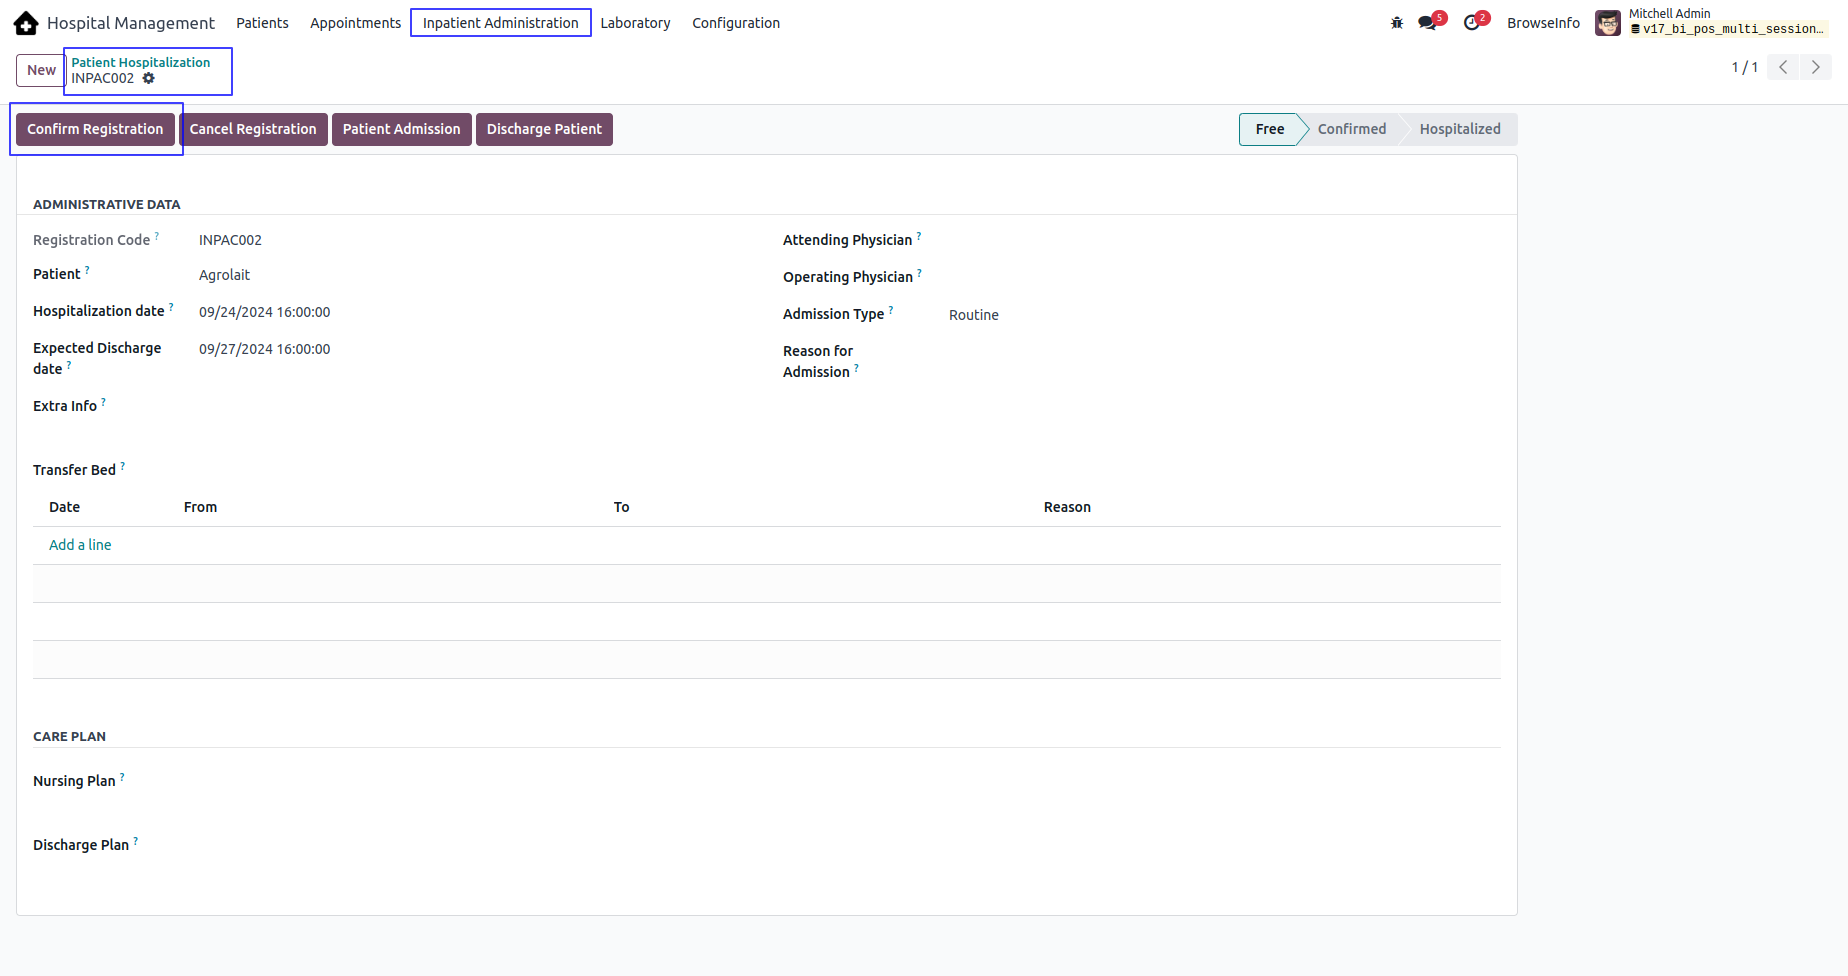 Hospital Management Patients Appointments Inpatient Administration Laboratory Configuration 5 2 BrowseInfo Mitchell Admin
v17_bi_pos_multi_session...
New Patient Hospitalization
INPAC002
1 / 1
Confirm Registration Cancel Registration Patient Admission Discharge Patient Free Confirmed Hospitalized
ADMINISTRATIVE DATA
Registration Code ? INPAC002 Attending Physician ?
Patient ? Agrolait Operating Physician ?
Hospitalization date ? 09/24/2024 16:00:00 Admission Type ? Routine
Expected Discharge date ? 09/27/2024 16:00:00 Reason for Admission ?
Extra Info ?
Transfer Bed ?
Date From To Reason
Add a line
CARE PLAN
Nursing Plan ?
Discharge Plan ?